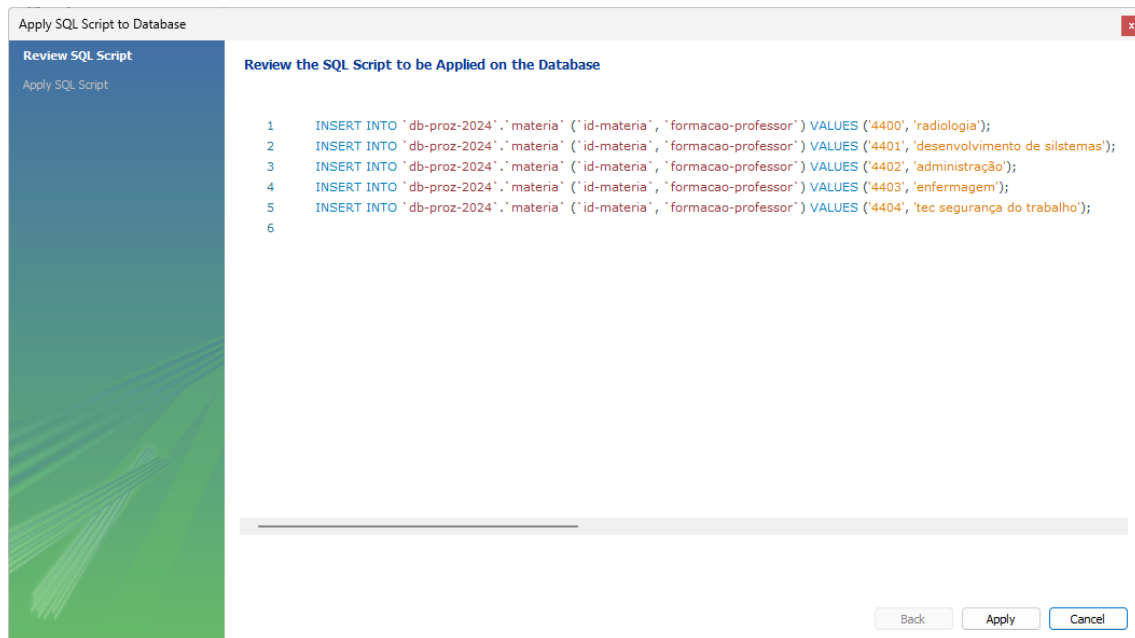 Apply SQL Script to Database
x
Review SQL Script
Apply SQL Script
Review the SQL Script to be Applied on the Database
1 INSERT INTO `db-proz-2024`.`materia` (`id-materia`, `formacao-professor`) VALUES ('4400', 'radiologia');
2 INSERT INTO `db-proz-2024`.`materia` (`id-materia`, `formacao-professor`) VALUES ('4401', 'desenvolvimento de silstemas');
3 INSERT INTO `db-proz-2024`.`materia` (`id-materia`, `formacao-professor`) VALUES ('4402', 'administração');
4 INSERT INTO `db-proz-2024`.`materia` (`id-materia`, `formacao-professor`) VALUES ('4403', 'enfermagem');
5 INSERT INTO `db-proz-2024`.`materia` (`id-materia`, `formacao-professor`) VALUES ('4404', 'tec segurança do trabalho');
6
Back Apply Cancel